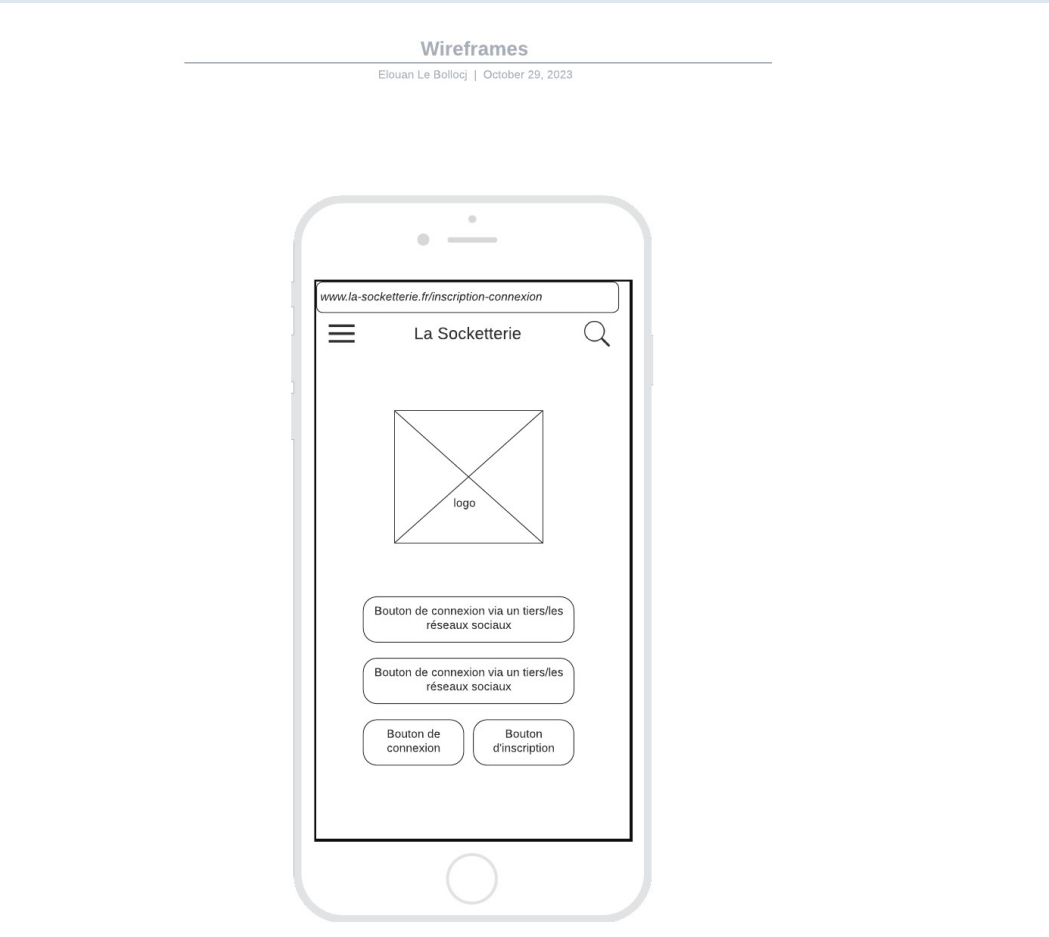 Wireframes
Elouan Le Bollocj | October 29, 2023
www.la-socketterie.fr/inscription-connexion
La Socketterie
logo
Bouton de connexion via un tiers/les
réseaux sociaux
Bouton de connexion via un tiers/les
réseaux sociaux
Bouton de
connexion
Bouton
d'inscription